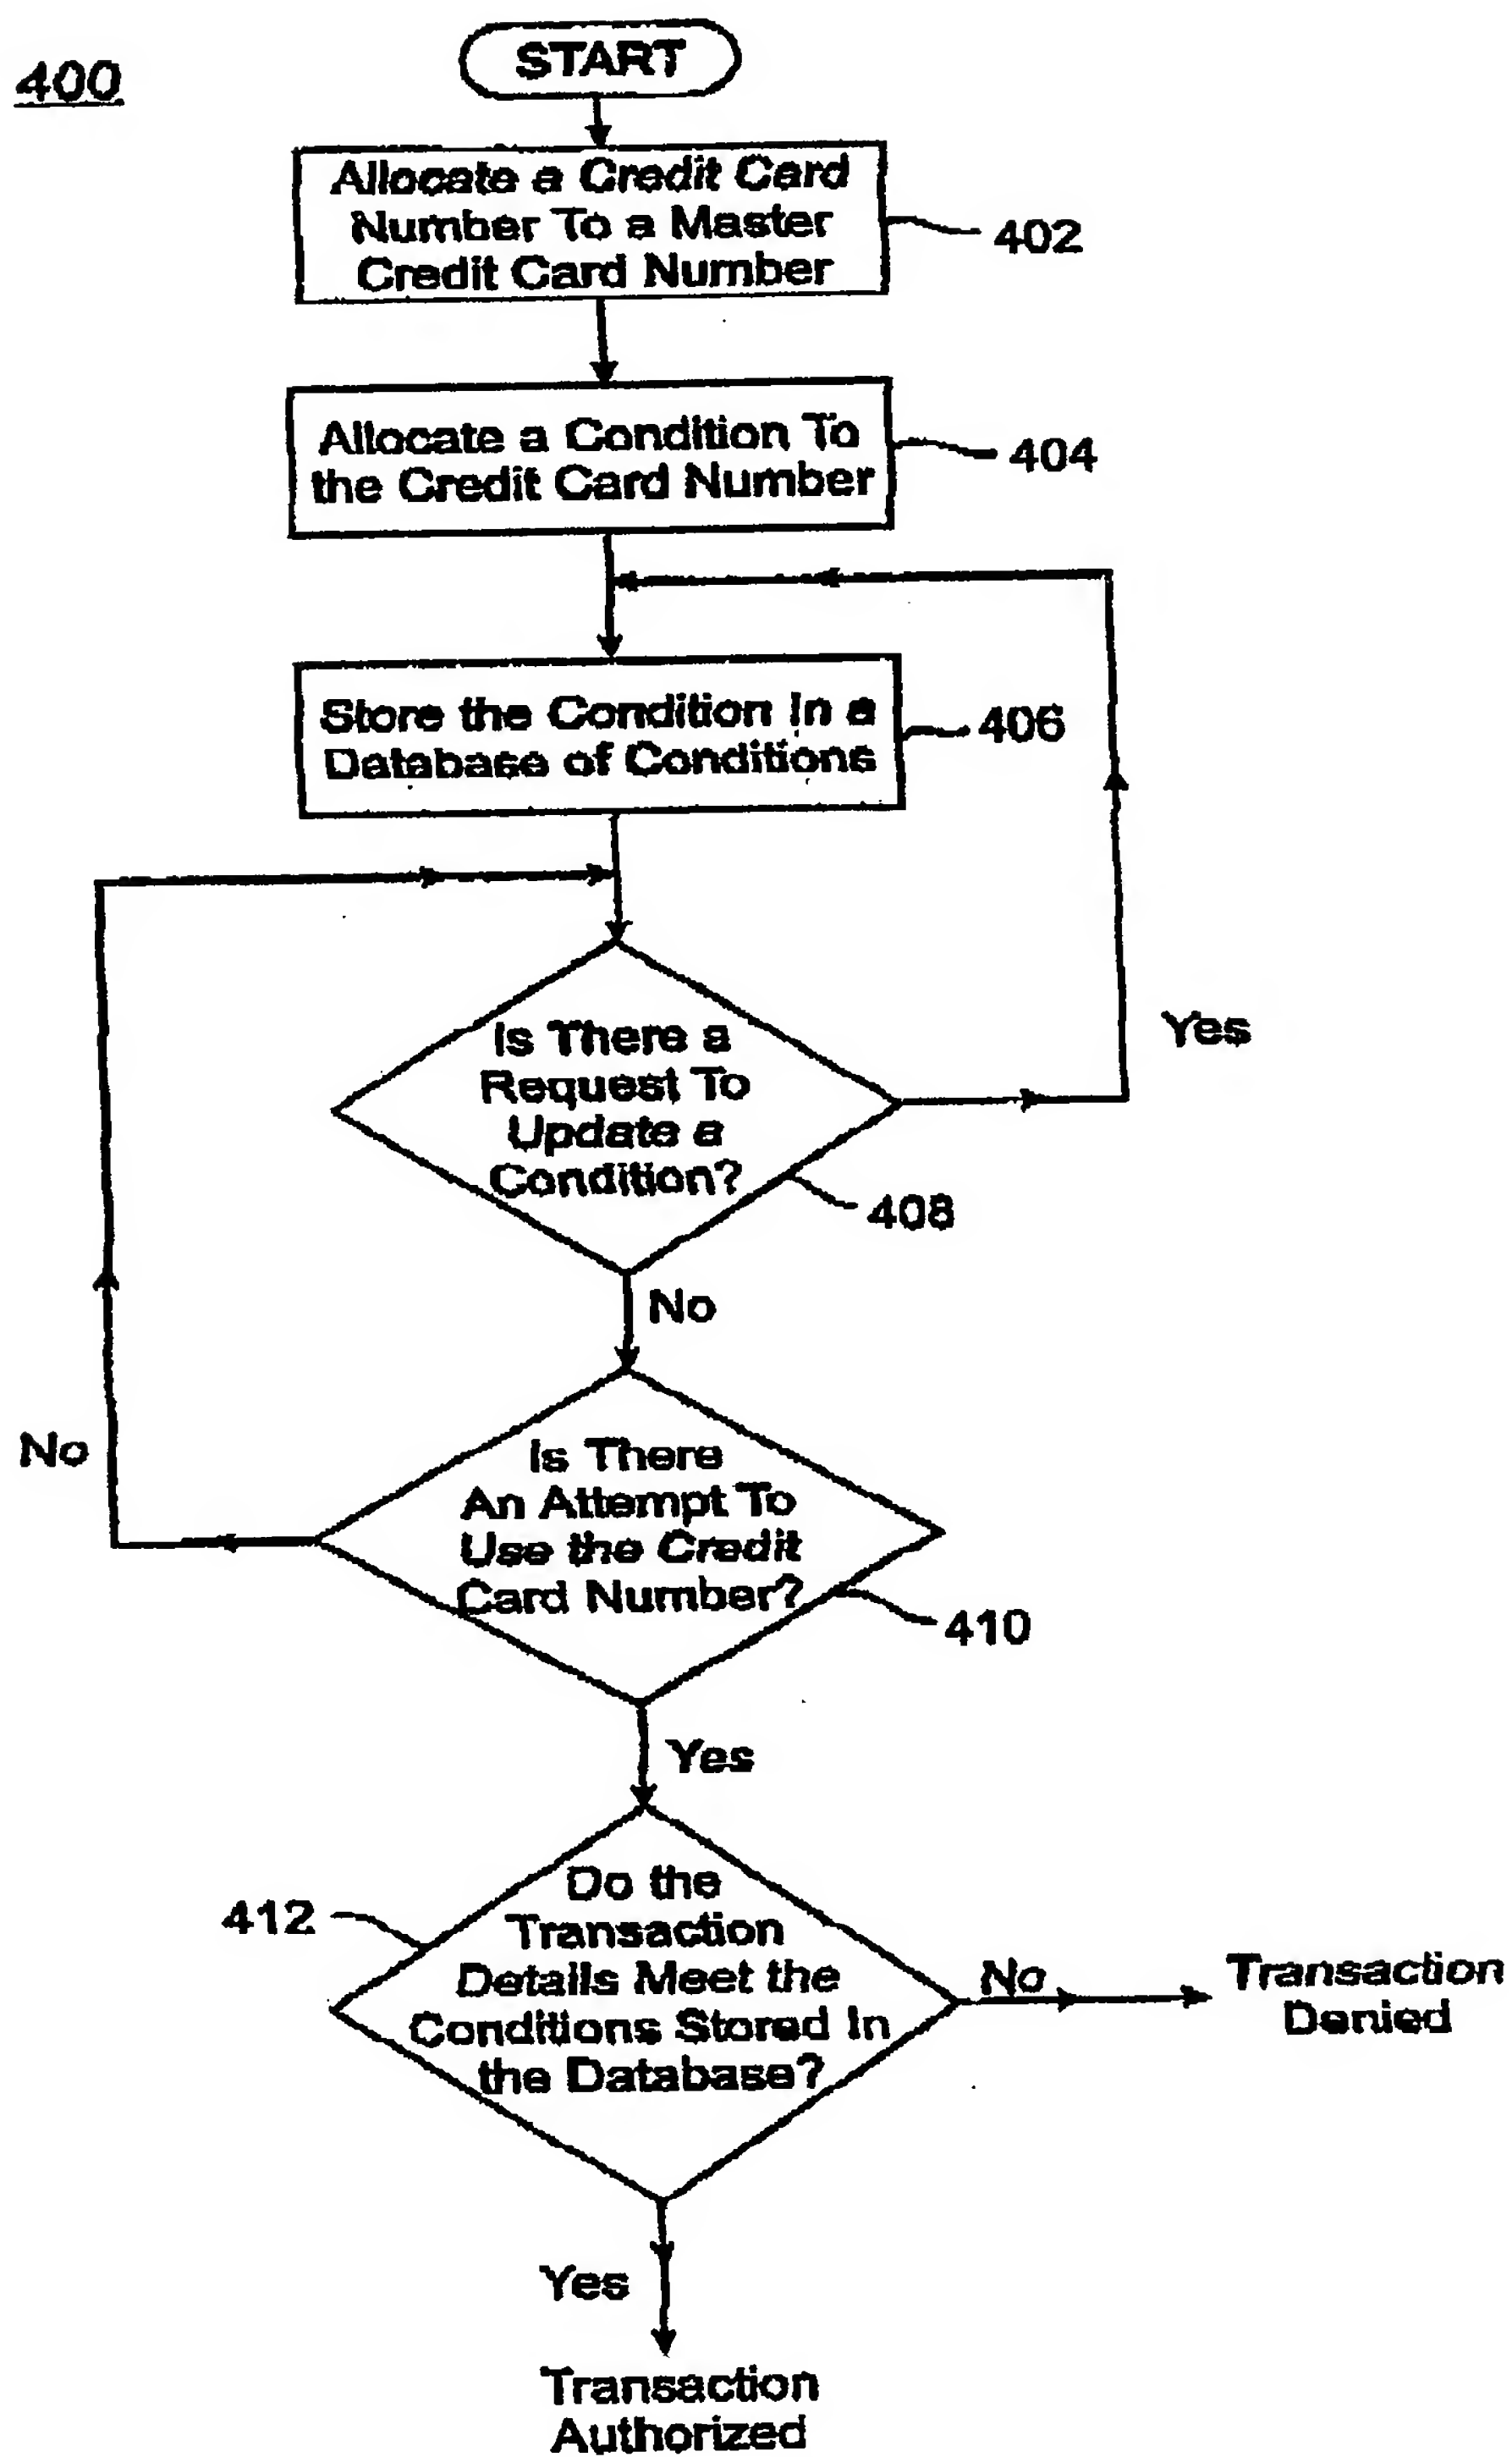 START
400
Allocate a Credit Card
Number To a Master
Credit Card Number
402
Allocate a Condition To
the Credit Card Number
404
Store the Condition In a
Database of Conditions
406
Is There a
Request To
Update a
Condition?
Yes
408
No
Is There
An Attempt To
Use the Credit
Card Number?
No
410
Yes
412
Do the
Transaction
Details Meet the
Conditions Stored In
the Database?
No
Transaction
Denied
Yes
Transaction
Authorized